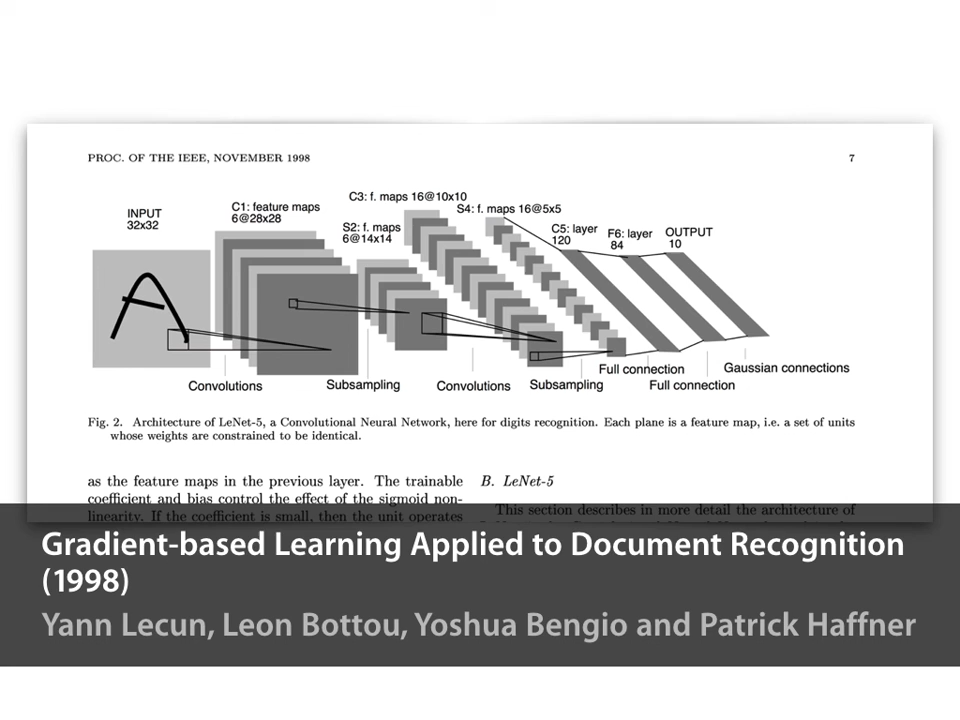 PROC. OF THE IEEE, NOVEMBER 1998 7
INPUT
32x32
C1: feature maps
6@28x28
S2: f. maps
6@14x14
C3: f. maps 16@10x10
S4: f. maps 16@5x5
C5: layer
120
F6: layer
84
OUTPUT
10
A
Convolutions
Subsampling
Convolutions
Subsampling
Full connection
Full connection
Gaussian connections
Fig. 2. Architecture of LeNet-5, a Convolutional Neural Network, here for digits recognition. Each plane is a feature map, i.e. a set of units
whose weights are constrained to be identical.
as the feature maps in the previous layer. The trainable
coefficient and bias control the effect of the sigmoid non-
linearity. If the coefficient is small, then the unit operates
B. LeNet-5
This section describes in more detail the architecture of
Gradient-based Learning Applied to Document Recognition
(1998)
Yann Lecun, Leon Bottou, Yoshua Bengio and Patrick Haffner